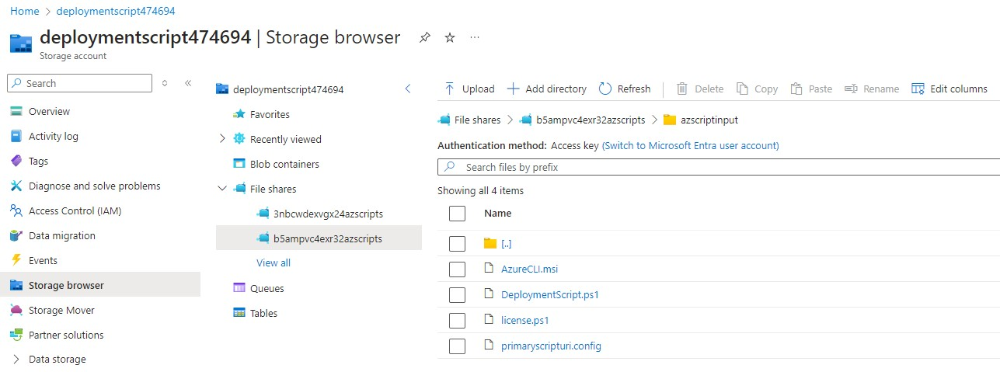 Home > deploymentscript474694
deploymentscript474694 | Storage browser ...
Storage account
Search
Overview
Activity log
Tags
Diagnose and solve problems
Access Control (IAM)
Data migration
Events
Storage browser
Storage Mover
Partner solutions
Data storage
deploymentscript474694
Favorites
Recently viewed
Blob containers
File shares
3nbcwdexvgx24azscripts
b5ampvc4exr32azscripts
View all
Queues
Tables
Upload Add directory Refresh Delete Copy Paste Rename Edit columns
File shares > b5ampvc4exr32azscripts > azscriptinput
Authentication method: Access key (Switch to Microsoft Entra user account)
Search files by prefix
Showing all 4 items
Name
[..]
AzureCLI.msi
DeploymentScript.ps1
license.ps1
primaryscripturi.config